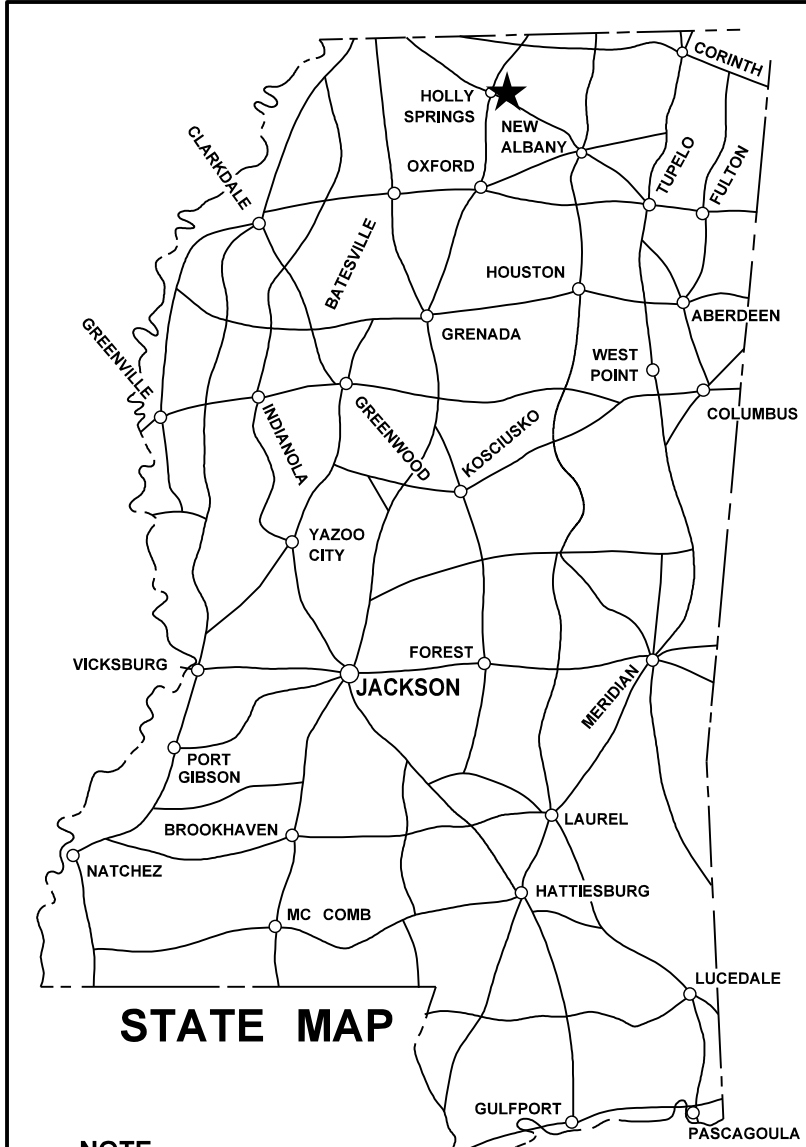 CORINTH
HOLLY
SPRINGS
NEW
ALBANY
CLARKDALE
OXFORD
TUPELO
FULTON
BATESVILLE
HOUSTON
ABERDEEN
GRENADA
GREENVILLE
WEST
POINT
COLUMBUS
INDIANOLA
GREENWOOD
KOSCIUSKO
YAZOO
CITY
VICKSBURG
FOREST
JACKSON
MERIDIAN
PORT
GIBSON
LAUREL
BROOKHAVEN
NATCHEZ
HATTIESBURG
MC COMB
LUCEDALE
STATE MAP
GULFPORT
PASCAGOULA
NOTE